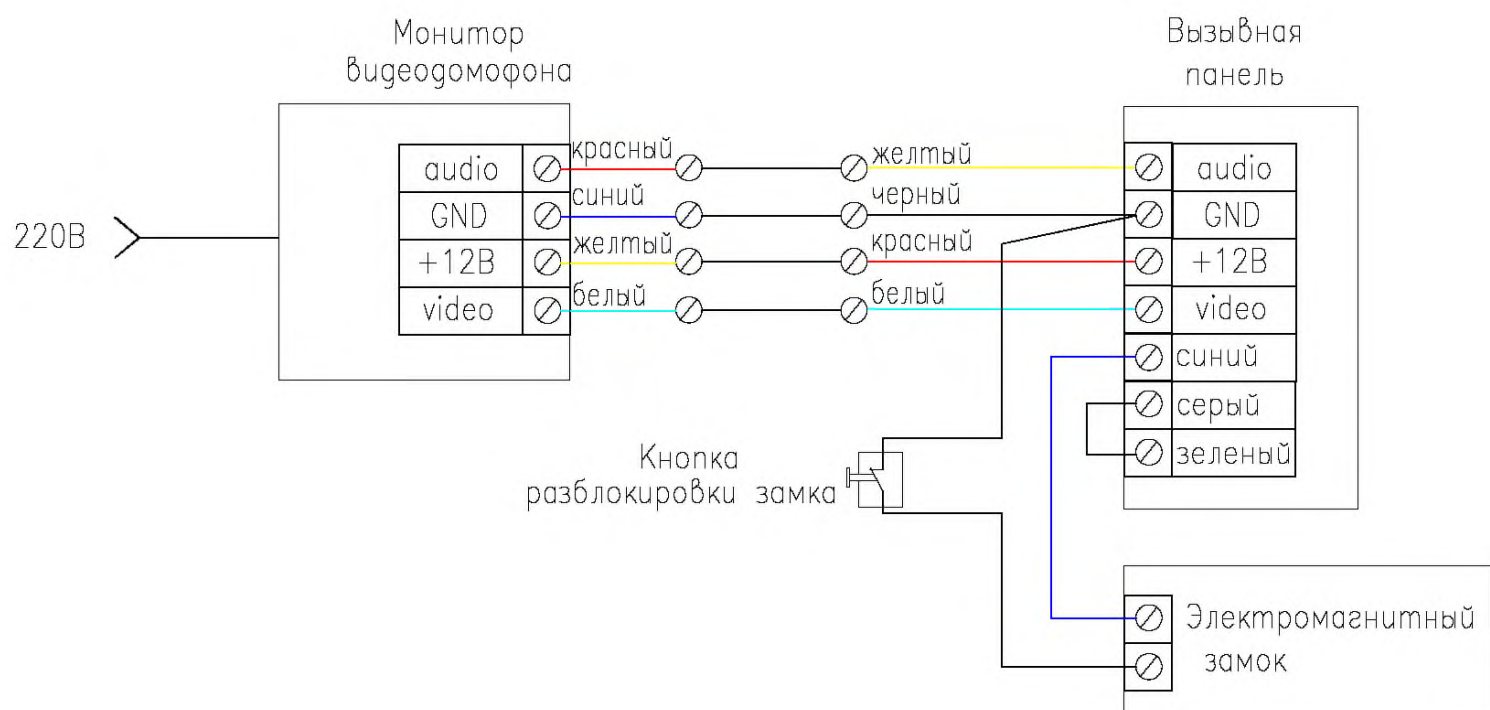 Монитор
видеодомофона
Вызывная
панель
220В
audio
GND
+12В
video
красный
синий
желтый
белый
желтый
черный
красный
белый
audio
GND
+12В
video
синий
серый
зеленый
Кнопка
разблокировки замка
Электромагнитный
замок